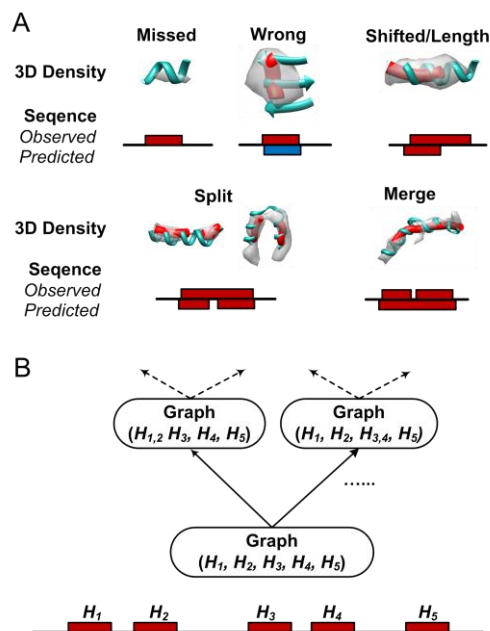 A
Missed Wrong Shifted/Length
3D Density
Seqence
Observed
Predicted
Split Merge
3D Density
Seqence
Observed
Predicted
B
Graph Graph
(H1,2 H3, H4, H5) (H1, H2, H3,4, H5)
......
Graph
(H1, H2, H3, H4, H5)
H1 H2 H3 H4 H5